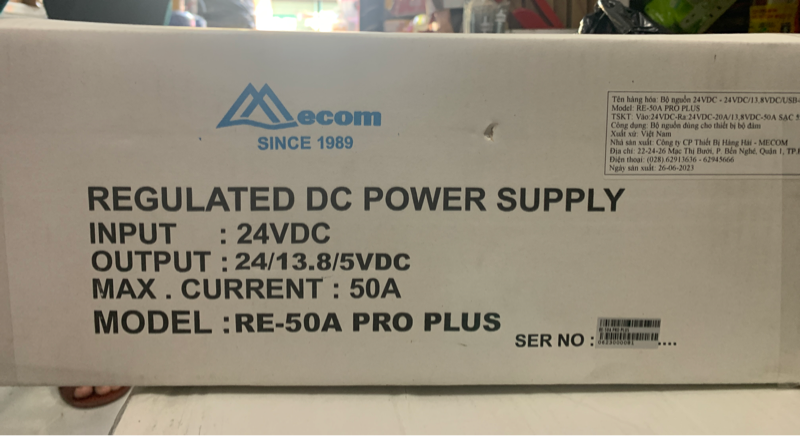 Mecom
SINCE 1989
Tên hàng hóa: Bộ nguồn 24VDC - 24VDC/13,8VDC/USB-
Model: RE-50A PRO PLUS
TSKT: Vào:24VDC-Ra:24VDC-20A/13,8VDC-50A SẠC 5
Công dụng: Bộ nguồn dùng cho thiết bị bộ đàm
Xuất xứ: Việt Nam
Nhà sản xuất: Công ty CP Thiết Bị Hàng Hải - MECOM
Địa chỉ: 22-24-26 Mạc Thị Bưởi, P. Bến Nghé, Quận 1, TP.
Điện thoại: (028).62913636 - 62945666
Ngày sản xuất: 26-06-2023
REGULATED DC POWER SUPPLY
INPUT : 24VDC
OUTPUT : 24/13.8/5VDC
MAX . CURRENT : 50A
MODEL : RE-50A PRO PLUS
SER NO : ....
RE-50A PRO PLUS